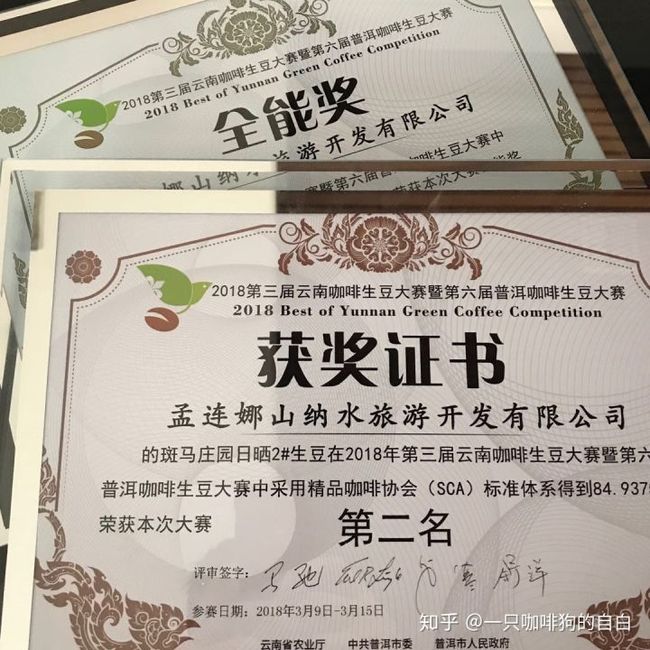 2018第三届云南咖啡生豆大赛暨第六届普洱咖啡生豆大赛
2018 Best of Yunnan Green Coffee Competition
全能奖
娜山纳水旅游开发有限公司
2018第三届云南咖啡生豆大赛暨第六届普洱咖啡生豆大赛
2018 Best of Yunnan Green Coffee Competition
获奖证书
孟连娜山纳水旅游开发有限公司
的斑马庄园日晒2#生豆在2018年第三届云南咖啡生豆大赛暨第六
普洱咖啡生豆大赛中采用精品咖啡协会（SCA）标准体系得到84.937
荣获本次大赛
第二名
评审签字：
参赛日期：2018年3月9日-3月15日
云南省农业厅 中共普洱市委 普洱市人民政府
知乎 @一只咖啡狗的自白